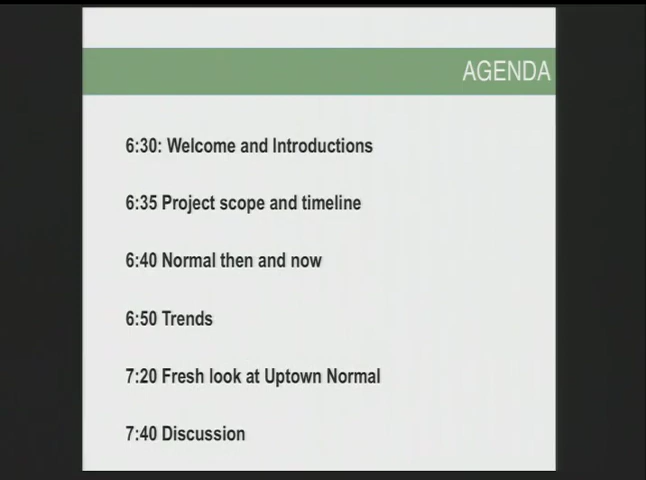 AGENDA
6:30: Welcome and Introductions
6:35 Project scope and timeline
6:40 Normal then and now
6:50 Trends
7:20 Fresh look at Uptown Normal
7:40 Discussion